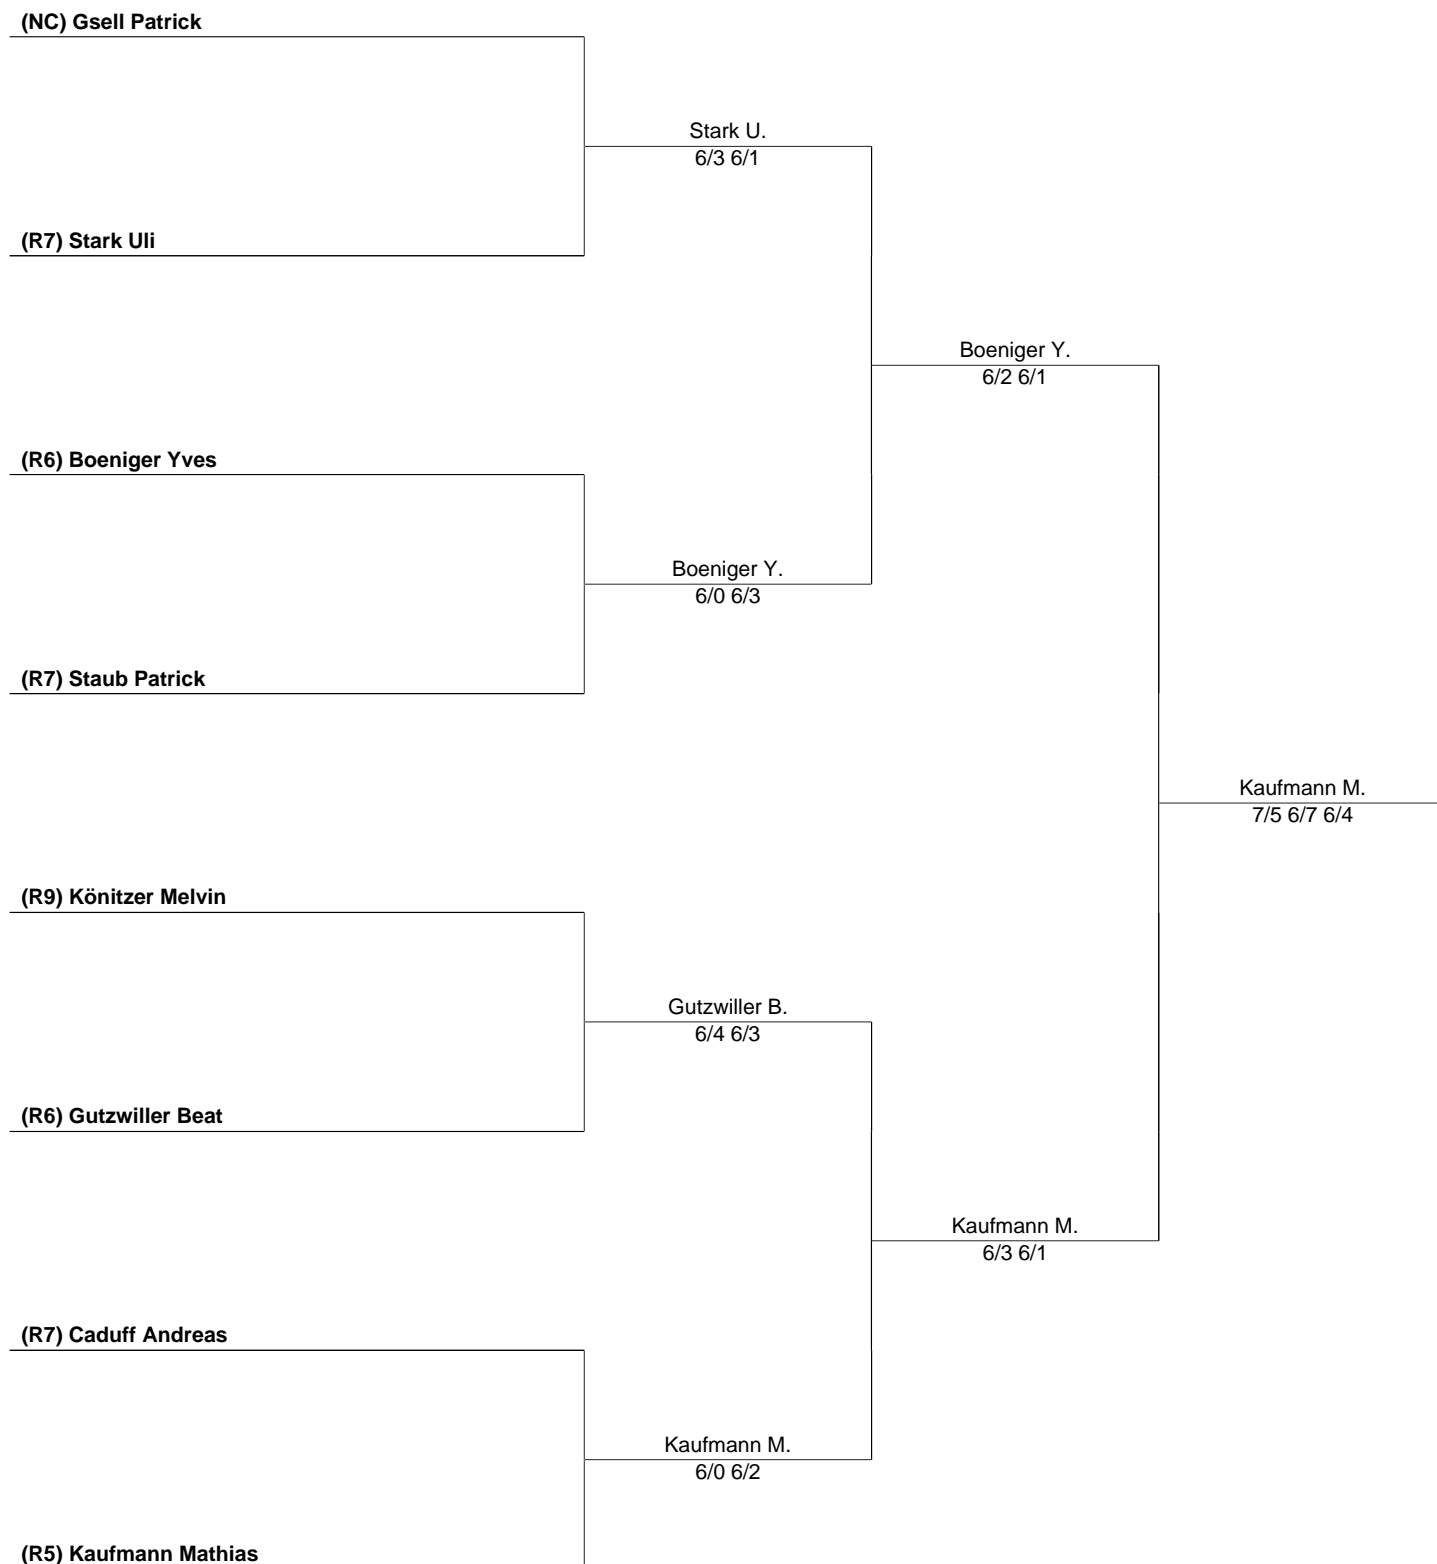 (NC) Gsell Patrick
Stark U.
6/3 6/1
(R7) Stark Uli
Boeniger Y.
6/2 6/1
(R6) Boeniger Yves
Boeniger Y.
6/0 6/3
(R7) Staub Patrick
Kaufmann M.
7/5 6/7 6/4
(R9) Könitzer Melvin
Gutzwiller B.
6/4 6/3
(R6) Gutzwiller Beat
Kaufmann M.
6/3 6/1
(R7) Caduff Andreas
Kaufmann M.
6/0 6/2
(R5) Kaufmann Mathias